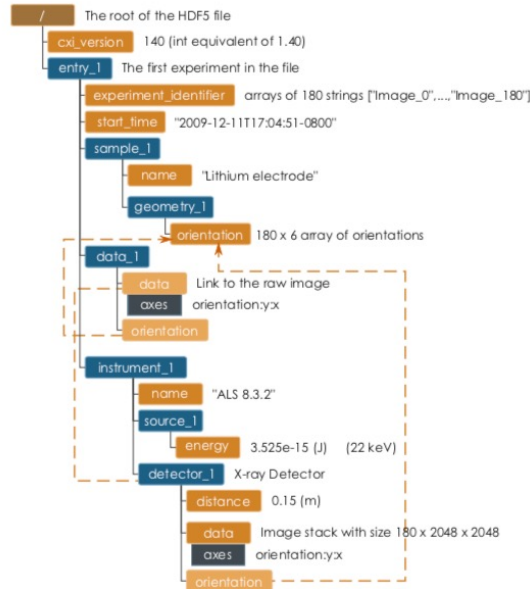 / The root of the HDF5 file
cxi_version 140 (int equivalent of 1.40)
entry_1 The first experiment in the file
experiment_identifier arrays of 180 strings ["Image_0",...,"Image_180"]
start_time "2009-12-11T17:04:51-0800"
sample_1
name "Lithium electrode"
geometry_1
orientation 180 x 6 array of orientations
data_1
data Link to the raw image
axes orientation:y:x
orientation
instrument_1
name "ALS 8.3.2"
source_1
energy 3.525e-15 (J) (22 keV)
detector_1 X-ray Detector
distance 0.15 (m)
data Image stack with size 180 x 2048 x 2048
axes orientation:y:x
orientation